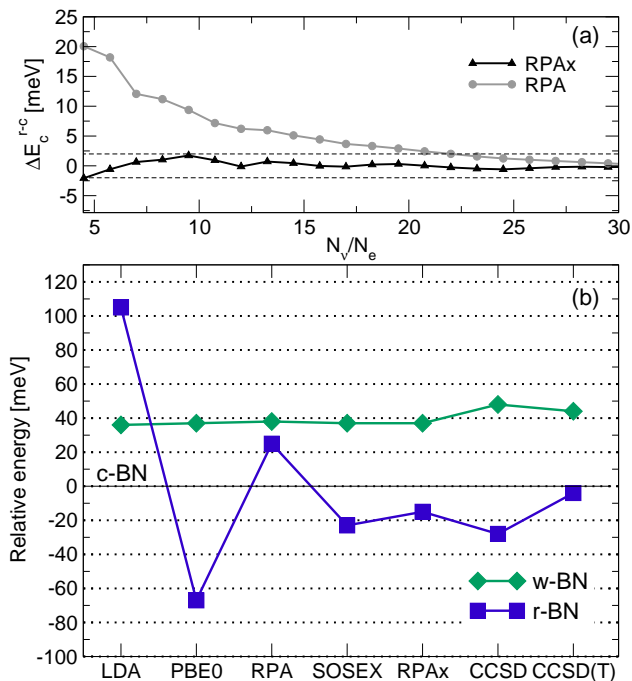 (a)
RPAx
RPA
ΔE_c^{r-c} [meV]
25
20
15
10
5
0
-5
5 10 15 20 25 30
N_ν/N_e
(b)
Relative energy [meV]
120
100
80
60
40
20
0
-20
-40
-60
-80
-100
c-BN
w-BN
r-BN
LDA PBE0 RPA SOSEX RPAx CCSD CCSD(T)